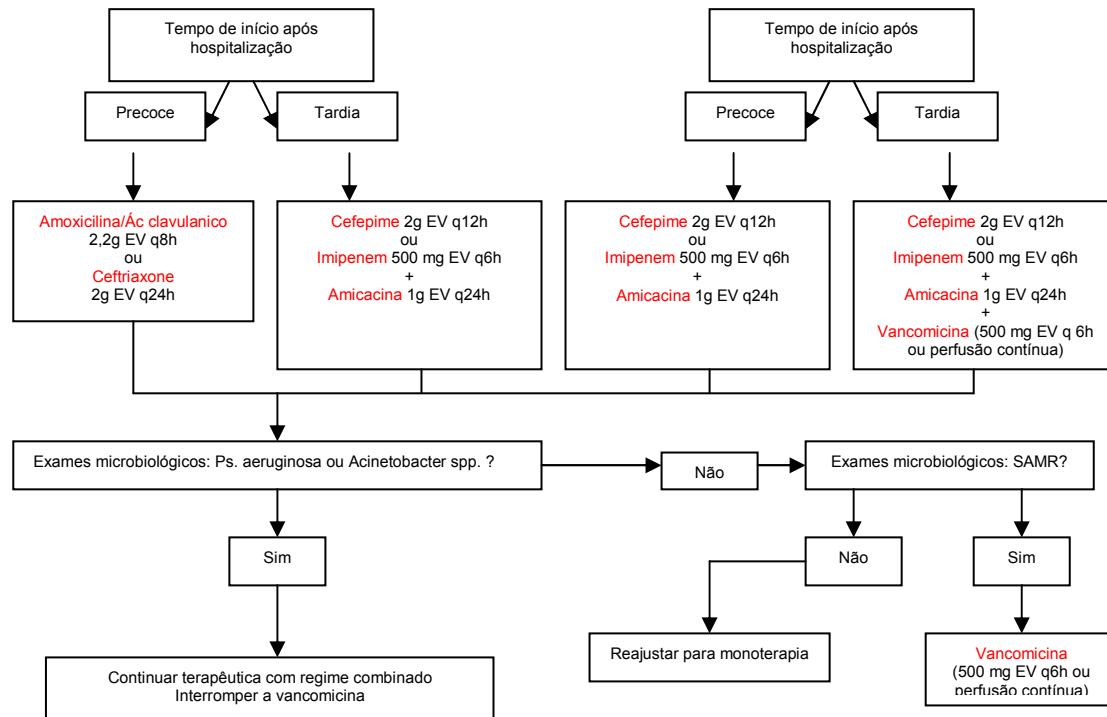 Tempo de início após
hospitalização
Tempo de início após
hospitalização
Precoce
Tardia
Precoce
Tardia
Amoxicilina/Ác clavulanico
2,2g EV q8h
ou
Ceftriaxone
2g EV q24h
Cefepime 2g EV q12h
ou
Imipenem 500 mg EV q6h
+
Amicacina 1g EV q24h
Cefepime 2g EV q12h
ou
Imipenem 500 mg EV q6h
+
Amicacina 1g EV q24h
Cefepime 2g EV q12h
ou
Imipenem 500 mg EV q6h
+
Amicacina 1g EV q24h
+
Vancomicina (500 mg EV q 6h
ou perfusão contínua)
Exames microbiológicos: Ps. aeruginosa ou Acinetobacter spp. ?
Não
Exames microbiológicos: SAMR?
Sim
Não
Sim
Continuar terapêutica com regime combinado
Interromper a vancomicina
Reajustar para monoterapia
Vancomicina
(500 mg EV q6h ou
perfusão contínua)